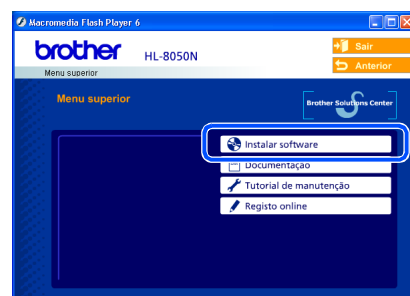 Macromedia Flash Player 6
brother
HL-8050N
Sair
Anterior
Menu superior
Menu superior
Brother Solutions Center
Instalar software
Documentação
Tutorial de manutenção
Registo online